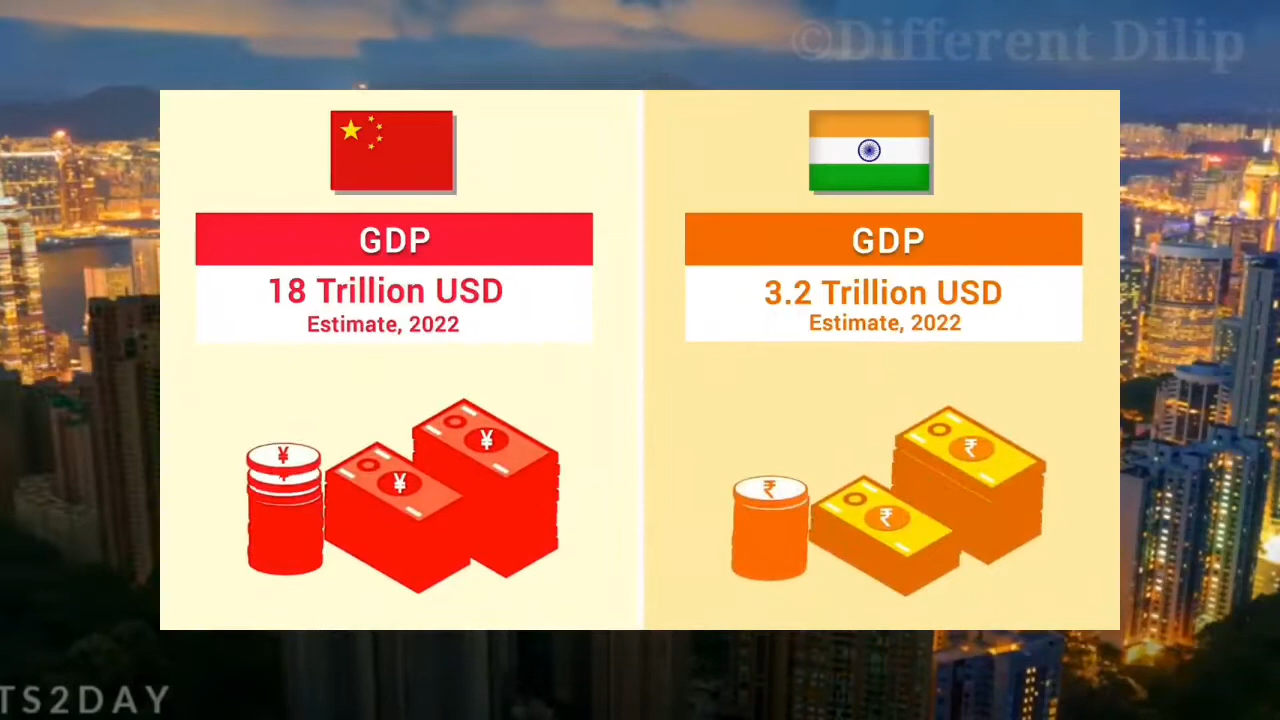 ©Different Dilip
GDP
18 Trillion USD
Estimate, 2022
GDP
3.2 Trillion USD
Estimate, 2022
¥
¥
¥
₹
₹
₹
TS2DAY